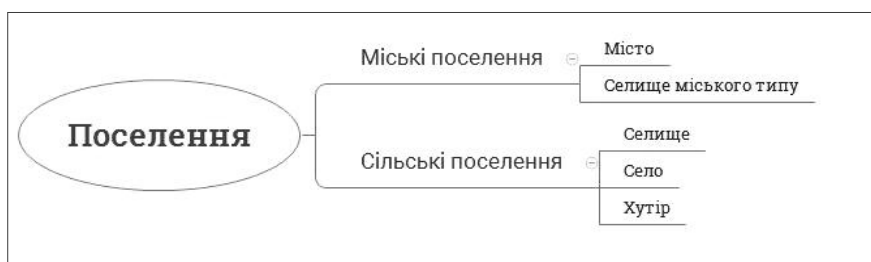 Поселення
Міські поселення
Місто
Селище міського типу
Сільські поселення
Селище
Село
Хутір